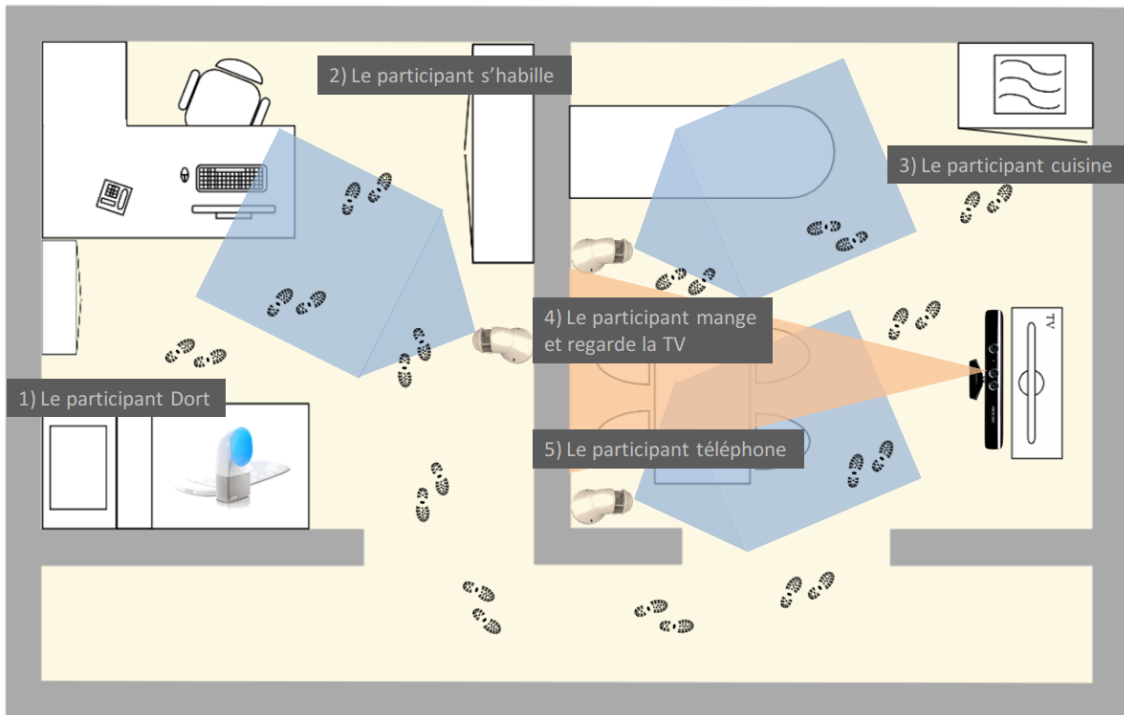 2) Le participant s’habille
3) Le participant cuisine
4) Le participant mange
et regarde la TV
TV
1) Le participant Dort
5) Le participant téléphone